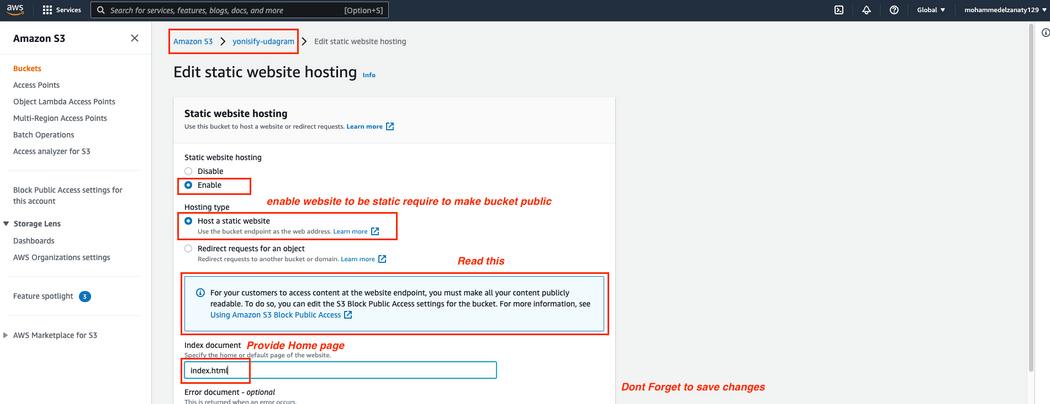 aws
Services
Search for services, features, blogs, docs, and more
[Option+S]
Global
mohammedelzanaty129
Amazon S3
Buckets
Access Points
Object Lambda Access Points
Multi-Region Access Points
Batch Operations
Access analyzer for S3
Block Public Access settings for
this account
Storage Lens
Dashboards
AWS Organizations settings
Feature spotlight 3
AWS Marketplace for S3
Amazon S3 > yonisify-udagram > Edit static website hosting
Edit static website hosting Info
Static website hosting
Use this bucket to host a website or redirect requests. Learn more
Static website hosting
Disable
Enable
enable website to be static require to make bucket public
Hosting type
Host a static website
Use the bucket endpoint as the web address. Learn more
Redirect requests for an object
Redirect requests to another bucket or domain. Learn more
Read this
For your customers to access content at the website endpoint, you must make all your content publicly
readable. To do so, you can edit the S3 Block Public Access settings for the bucket. For more information, see
Using Amazon S3 Block Public Access
Index document
Provide Home page
Specify the home or default page of the website.
index.html
Dont Forget to save changes
Error document - optional
This is returned when an error occurs.